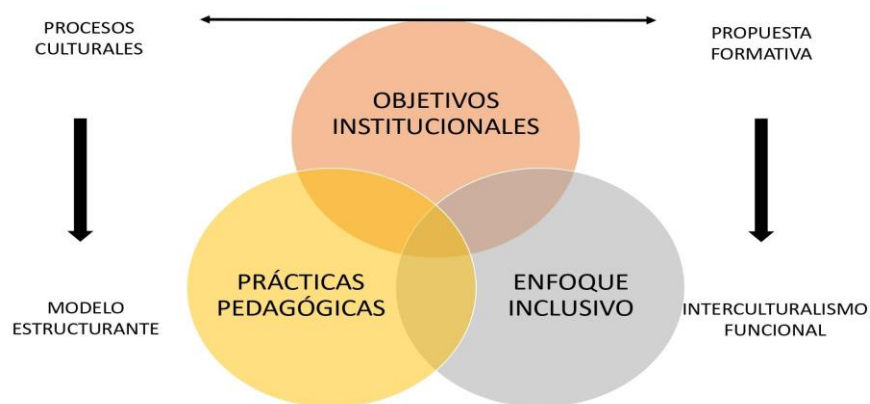 PROCESOS
CULTURALES
PROPUESTA
FORMATIVA
OBJETIVOS
INSTITUCIONALES
PRÁCTICAS
PEDAGÓGICAS
ENFOQUE
INCLUSIVO
MODELO
ESTRUCTURANTE
INTERCULTURALISMO
FUNCIONAL